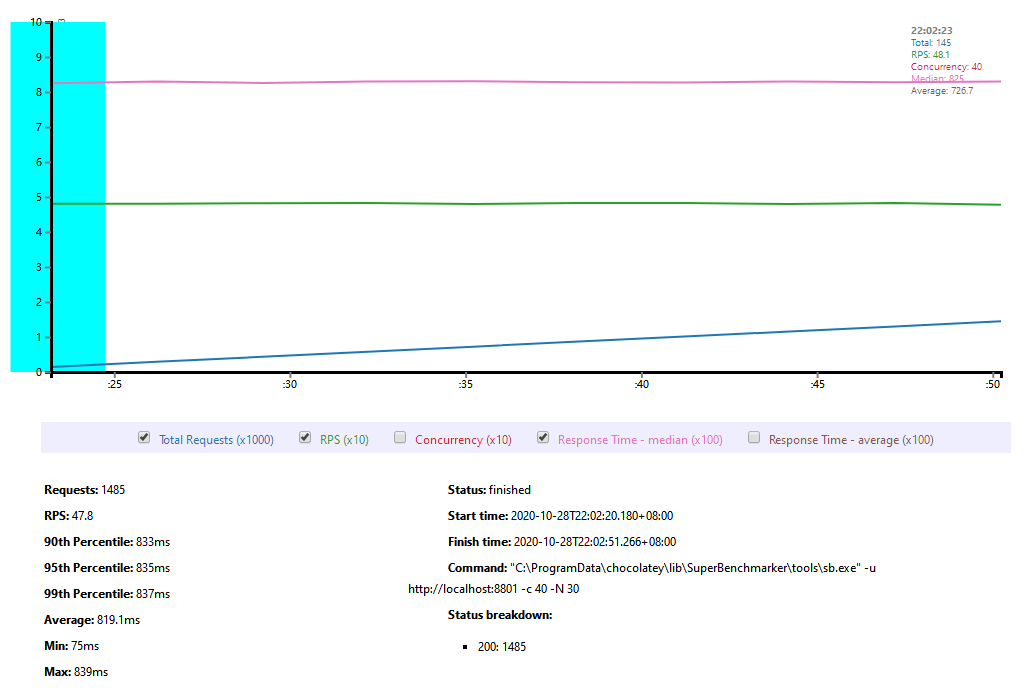 10
9
8
7
6
5
4
3
2
1
0
22:02:23
Total: 145
RPS: 48.1
Concurrency: 40
Median: 825
Average: 726.7
:25 :30 :35 :40 :45 :50
Total Requests (x1000) RPS (x10) Concurrency (x10) Response Time - median (x100) Response Time - average (x100)
Requests: 1485
RPS: 47.8
90th Percentile: 833ms
95th Percentile: 835ms
99th Percentile: 837ms
Average: 819.1ms
Min: 75ms
Max: 839ms
Status: finished
Start time: 2020-10-28T22:02:20.180+08:00
Finish time: 2020-10-28T22:02:51.266+08:00
Command: "C:\ProgramData\chocolatey\lib\SuperBenchmarker\tools\sb.exe" -u
http://localhost:8801 -c 40 -N 30
Status breakdown:
200: 1485